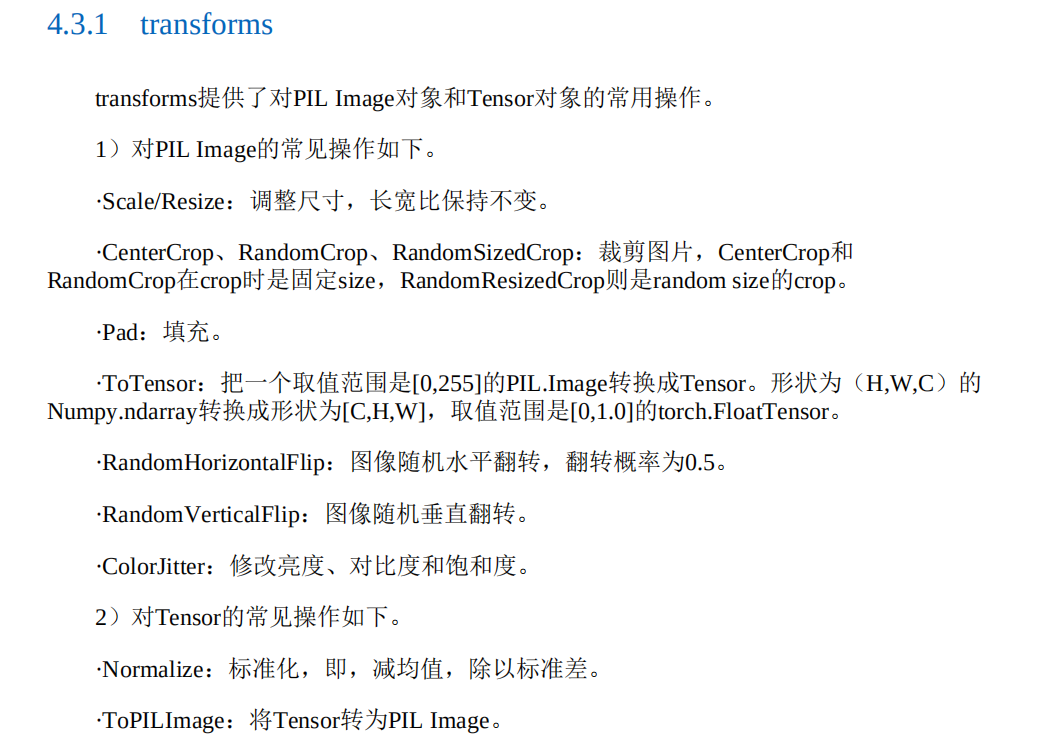 4.3.1 transforms
transforms提供了对PIL Image对象和Tensor对象的常用操作。
1）对PIL Image的常见操作如下。
·Scale/Resize：调整尺寸，长宽比保持不变。
·CenterCrop、RandomCrop、RandomSizedCrop：裁剪图片，CenterCrop和
RandomCrop在crop时是固定size，RandomResizedCrop则是random size的crop。
·Pad：填充。
·ToTensor：把一个取值范围是[0,255]的PIL.Image转换成Tensor。形状为（H,W,C）的
Numpy.ndarray转换成形状为[C,H,W]，取值范围是[0,1.0]的torch.FloatTensor。
·RandomHorizontalFlip：图像随机水平翻转，翻转概率为0.5。
·RandomVerticalFlip：图像随机垂直翻转。
·ColorJitter：修改亮度、对比度和饱和度。
2）对Tensor的常见操作如下。
·Normalize：标准化，即，减均值，除以标准差。
·ToPILImage：将Tensor转为PIL Image。